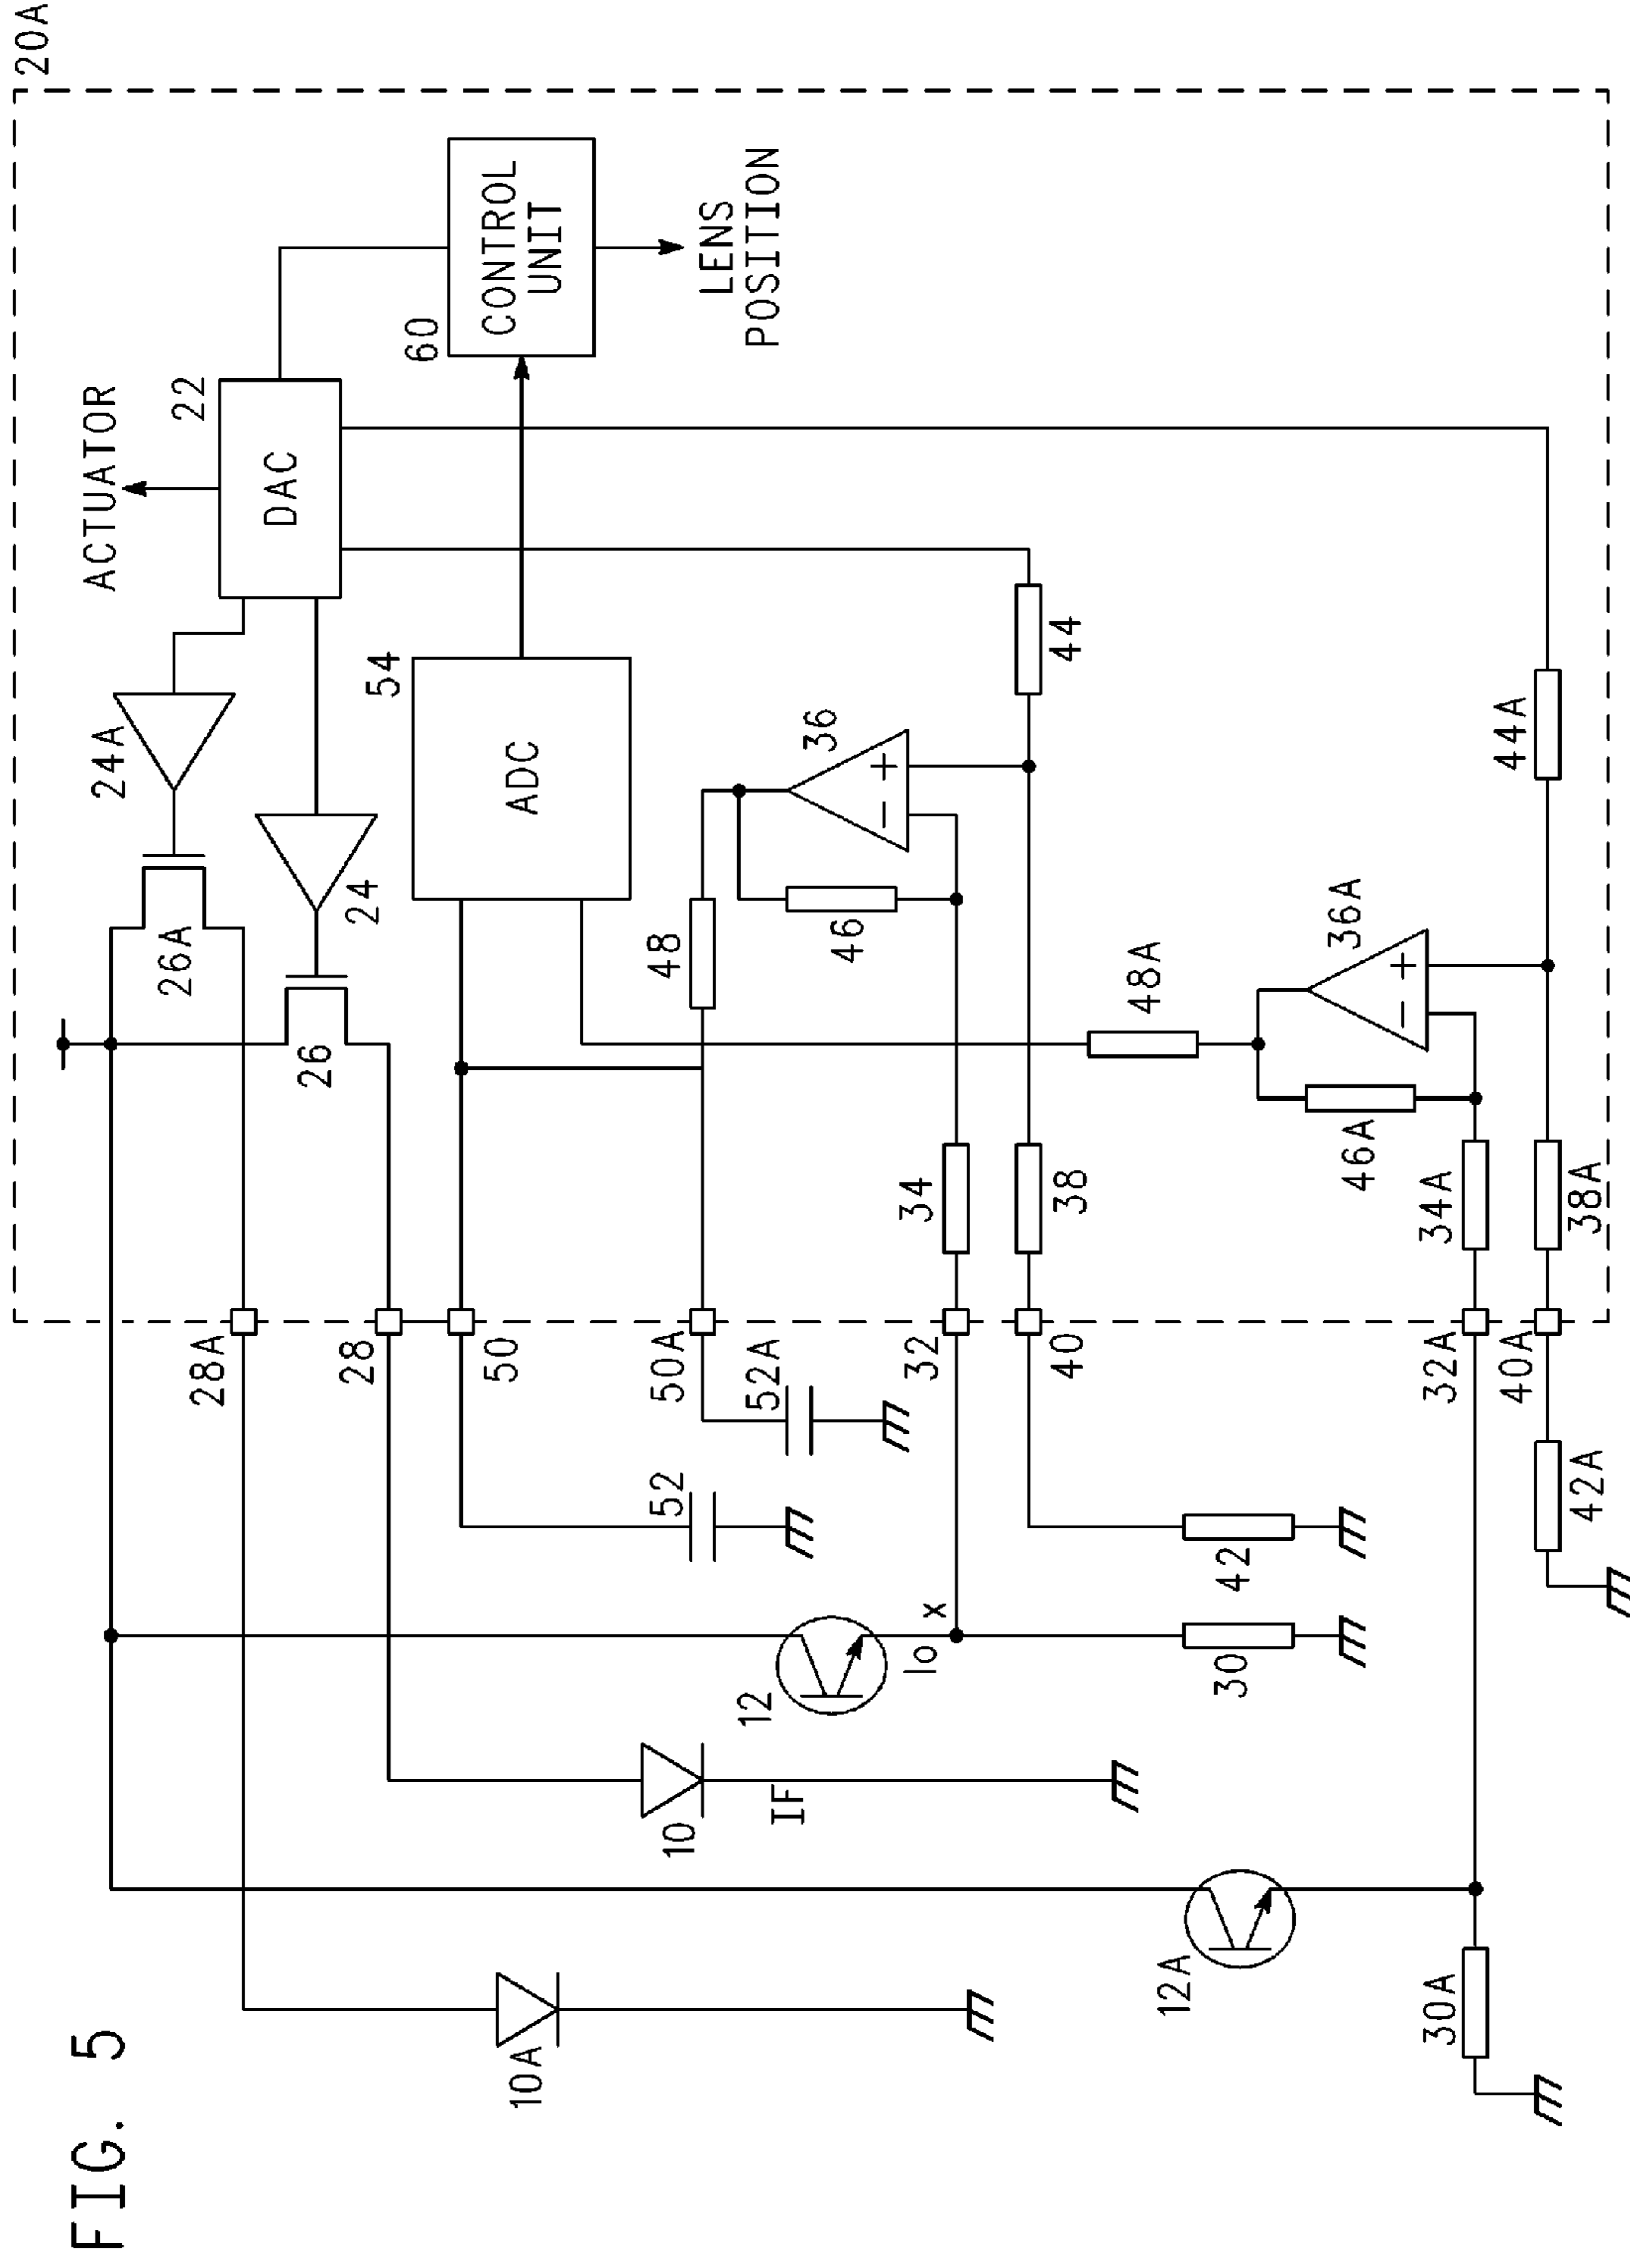 FIG. 5
20A
ACTUATOR
22
DAC
24A
26A
24
26
28A
28
60
CONTROL
UNIT
LENS
POSITION
54
ADC
50
48
50A
52A
52
36
+
−
46
44
34
32
38
40
12
Io
x
30
42
10
IF
10A
48A
36A
+
−
46A
44A
34A
32A
38A
40A
42A
12A
30A